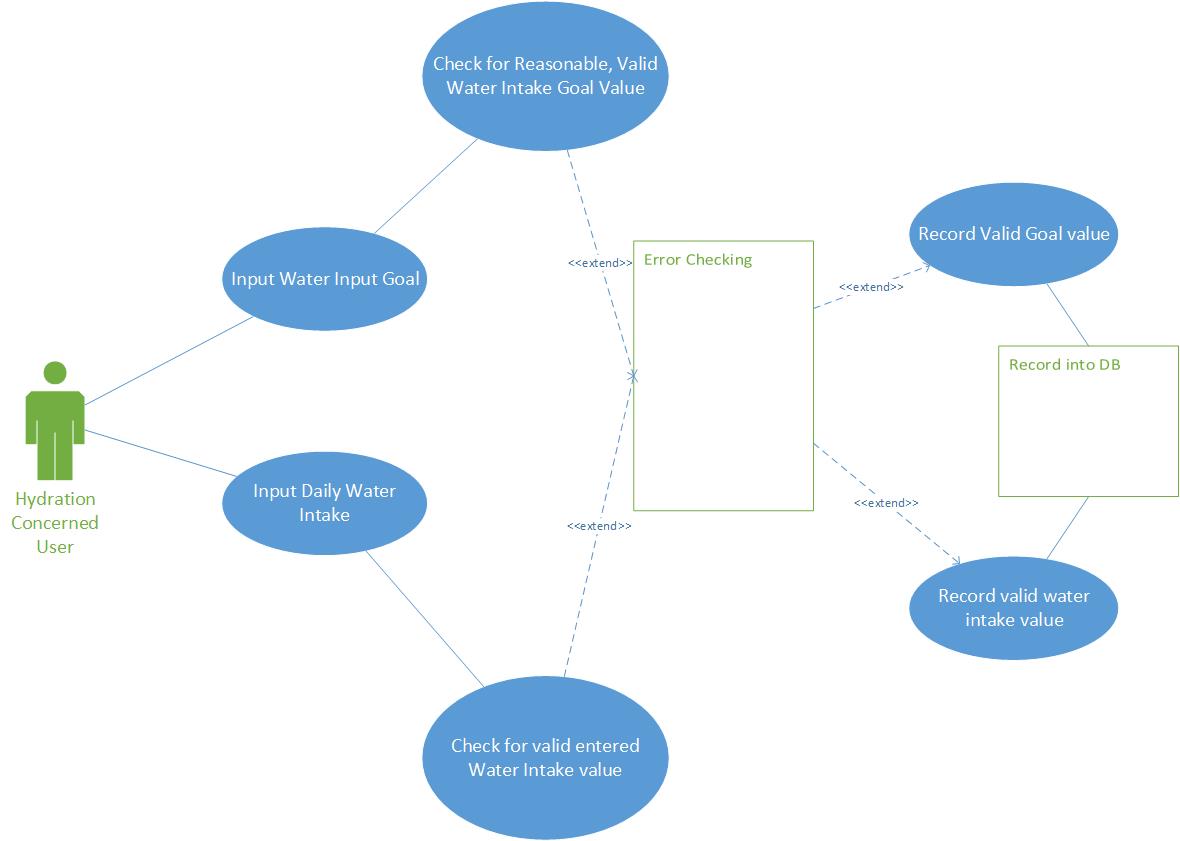 Check for Reasonable, Valid
Water Intake Goal Value
Record Valid Goal value
<<extend>>
Error Checking
Input Water Input Goal
<<extend>>
Record into DB
Hydration
Concerned
User
Input Daily Water
Intake
<<extend>>
<<extend>>
Record valid water
intake value
Check for valid entered
Water Intake value